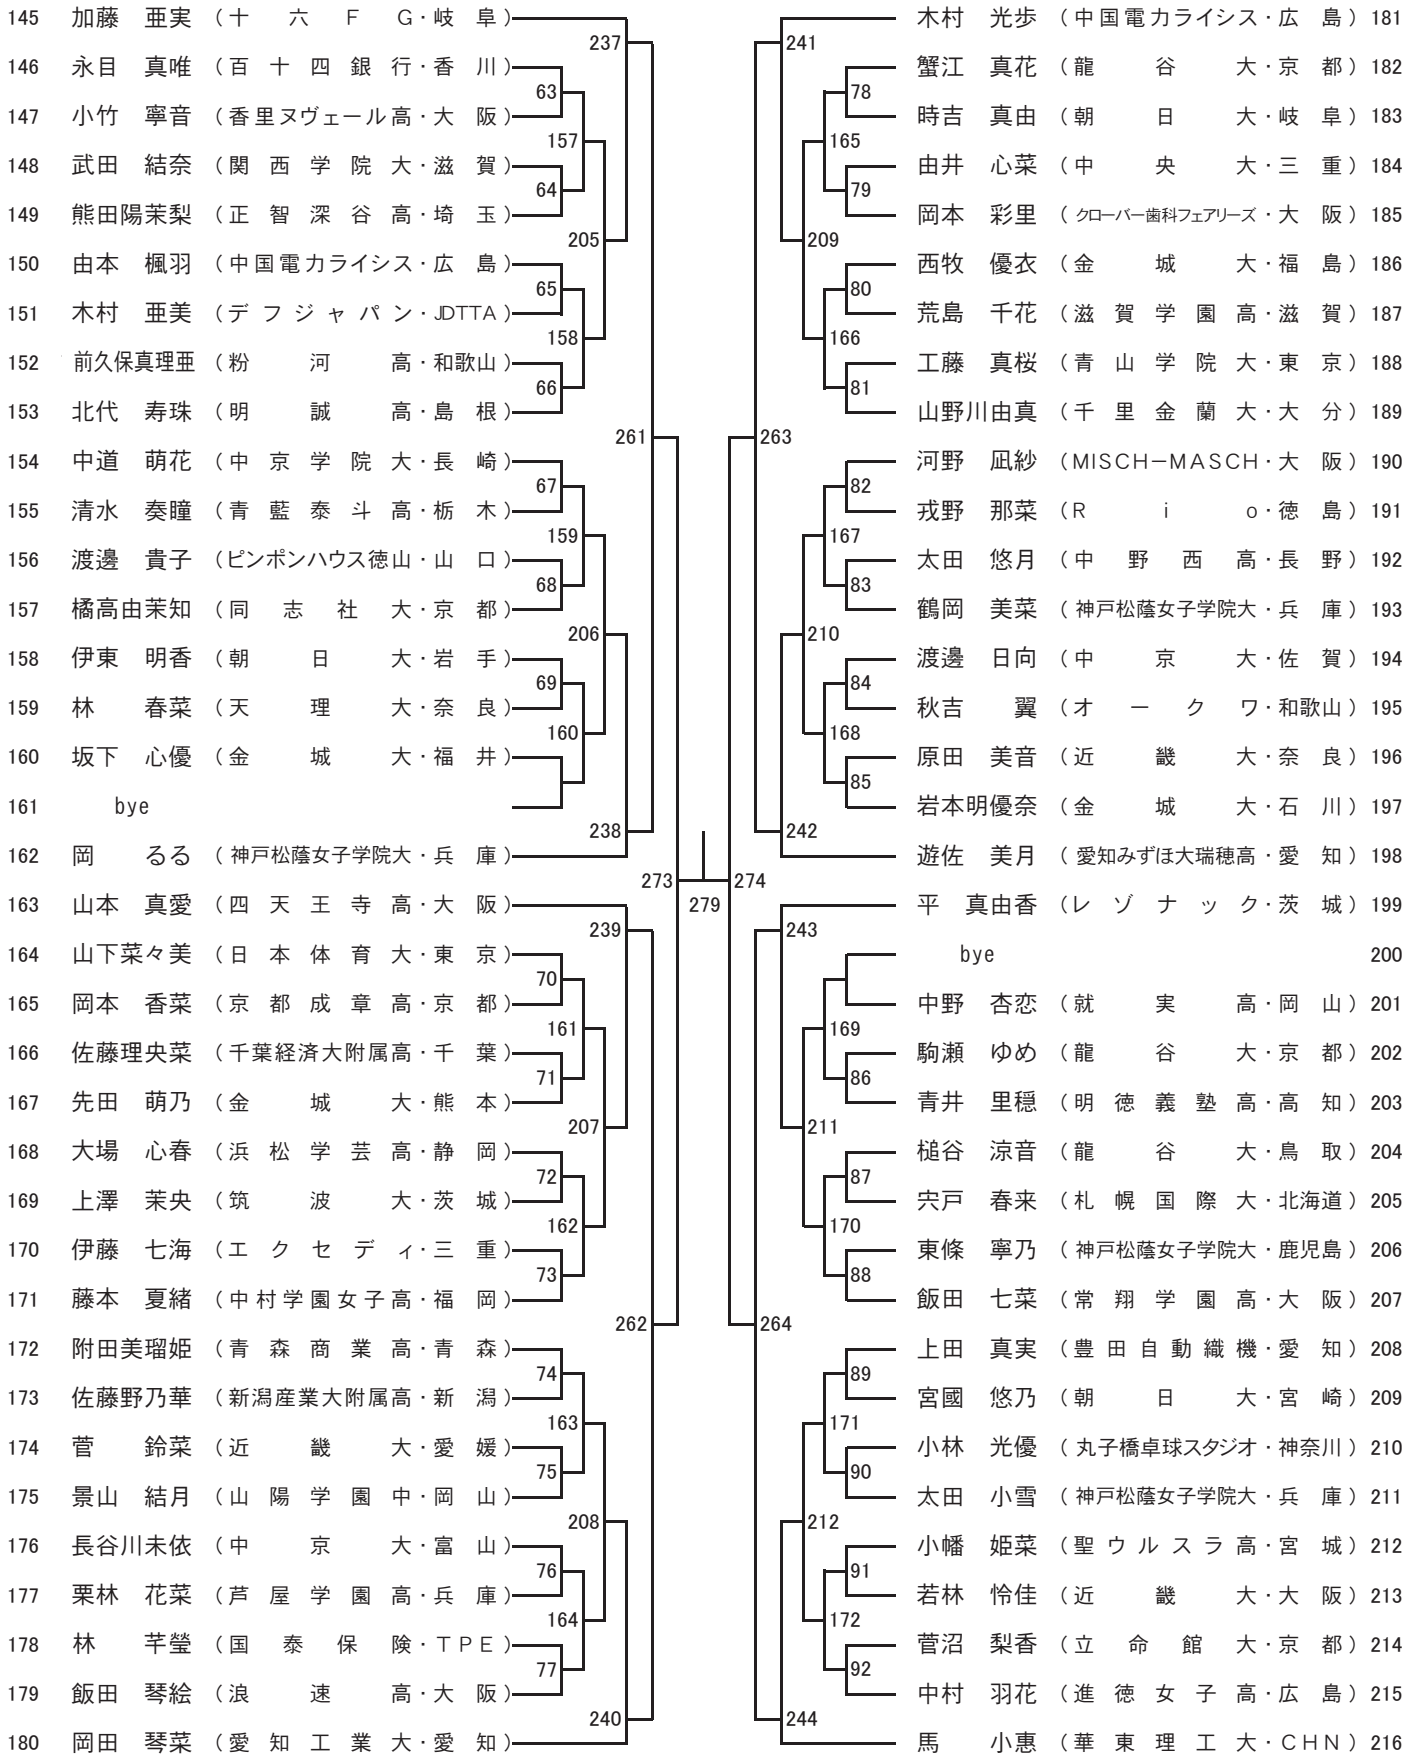 145 加藤 亜実 (十六FG・岐阜)
146 永目 真唯 (百十四銀行・香川)
147 小竹 寧音 (香里ヌヴェール高・大阪)
148 武田 結奈 (関西学院大・滋賀)
149 熊田陽茉梨 (正智深谷高・埼玉)
150 由本 楓羽 (中国電力ライシス・広島)
151 木村 亜美 (デフジャパン・JDTTA)
152 前久保真理亜 (粉河高・和歌山)
153 北代 寿珠 (明誠高・島根)
154 中道 萌花 (中京学院大・長崎)
155 清水 奏瞳 (青藍泰斗高・栃木)
156 渡邊 貴子 (ピンポンハウス徳山・山口)
157 橘高由茉知 (同志社大・京都)
158 伊東 明香 (朝日大・岩手)
159 林 春菜 (天理大・奈良)
160 坂下 心優 (金城大・福井)
161 bye
162 岡 るる (神戸松蔭女子学院大・兵庫)
163 山本 真愛 (四天王寺高・大阪)
164 山下菜々美 (日本体育大・東京)
165 岡本 香菜 (京都成章高・京都)
166 佐藤理央菜 (千葉経済大附属高・千葉)
167 先田 萌乃 (金城大・熊本)
168 大場 心春 (浜松学芸高・静岡)
169 上澤 茉央 (筑波大・茨城)
170 伊藤 七海 (エクセディ・三重)
171 藤本 夏緒 (中村学園女子高・福岡)
172 附田美瑠姫 (青森商業高・青森)
173 佐藤野乃華 (新潟産業大附属高・新潟)
174 菅 鈴菜 (近畿大・愛媛)
175 景山 結月 (山陽学園中・岡山)
176 長谷川未依 (中京大・富山)
177 栗林 花菜 (芦屋学園高・兵庫)
178 林 芊瑩 (国泰保険・TPE)
179 飯田 琴絵 (浪速高・大阪)
180 岡田 琴菜 (愛知工業大・愛知)
63
64
65
66
67
68
69
70
71
72
73
74
75
76
77
157
158
159
160
161
162
163
164
205
206
207
208
237
238
239
240
261
262
273
279
274
263
264
241
242
243
244
209
210
211
212
165
166
167
168
169
170
171
172
78
79
80
81
82
83
84
85
86
87
88
89
90
91
92
木村 光歩 (中国電力ライシス・広島) 181
蟹江 真花 (龍谷大・京都) 182
時吉 真由 (朝日大・岐阜) 183
由井 心菜 (中央大・三重) 184
岡本 彩里 (クローバー歯科フェアリーズ・大阪) 185
西牧 優衣 (金城大・福島) 186
荒島 千花 (滋賀学園高・滋賀) 187
工藤 真桜 (青山学院大・東京) 188
山野川由真 (千里金蘭大・大分) 189
河野 凪紗 (MISCH−MASCH・大阪) 190
戎野 那菜 (Rio・徳島) 191
太田 悠月 (中野西高・長野) 192
鶴岡 美菜 (神戸松蔭女子学院大・兵庫) 193
渡邊 日向 (中京大・佐賀) 194
秋吉 翼 (オークワ・和歌山) 195
原田 美音 (近畿大・奈良) 196
岩本明優奈 (金城大・石川) 197
遊佐 美月 (愛知みずほ大瑞穂高・愛知) 198
平 真由香 (レゾナック・茨城) 199
bye 200
中野 杏恋 (就実高・岡山) 201
駒瀬 ゆめ (龍谷大・京都) 202
青井 里穏 (明徳義塾高・高知) 203
槌谷 涼音 (龍谷大・鳥取) 204
宍戸 春来 (札幌国際大・北海道) 205
東條 寧乃 (神戸松蔭女子学院大・鹿児島) 206
飯田 七菜 (常翔学園高・大阪) 207
上田 真実 (豊田自動織機・愛知) 208
宮國 悠乃 (朝日大・宮崎) 209
小林 光優 (丸子橋卓球スタジオ・神奈川) 210
太田 小雪 (神戸松蔭女子学院大・兵庫) 211
小幡 姫菜 (聖ウルスラ高・宮城) 212
若林 怜佳 (近畿大・大阪) 213
菅沼 梨香 (立命館大・京都) 214
中村 羽花 (進徳女子高・広島) 215
馬 小惠 (華東理工大・CHN) 216